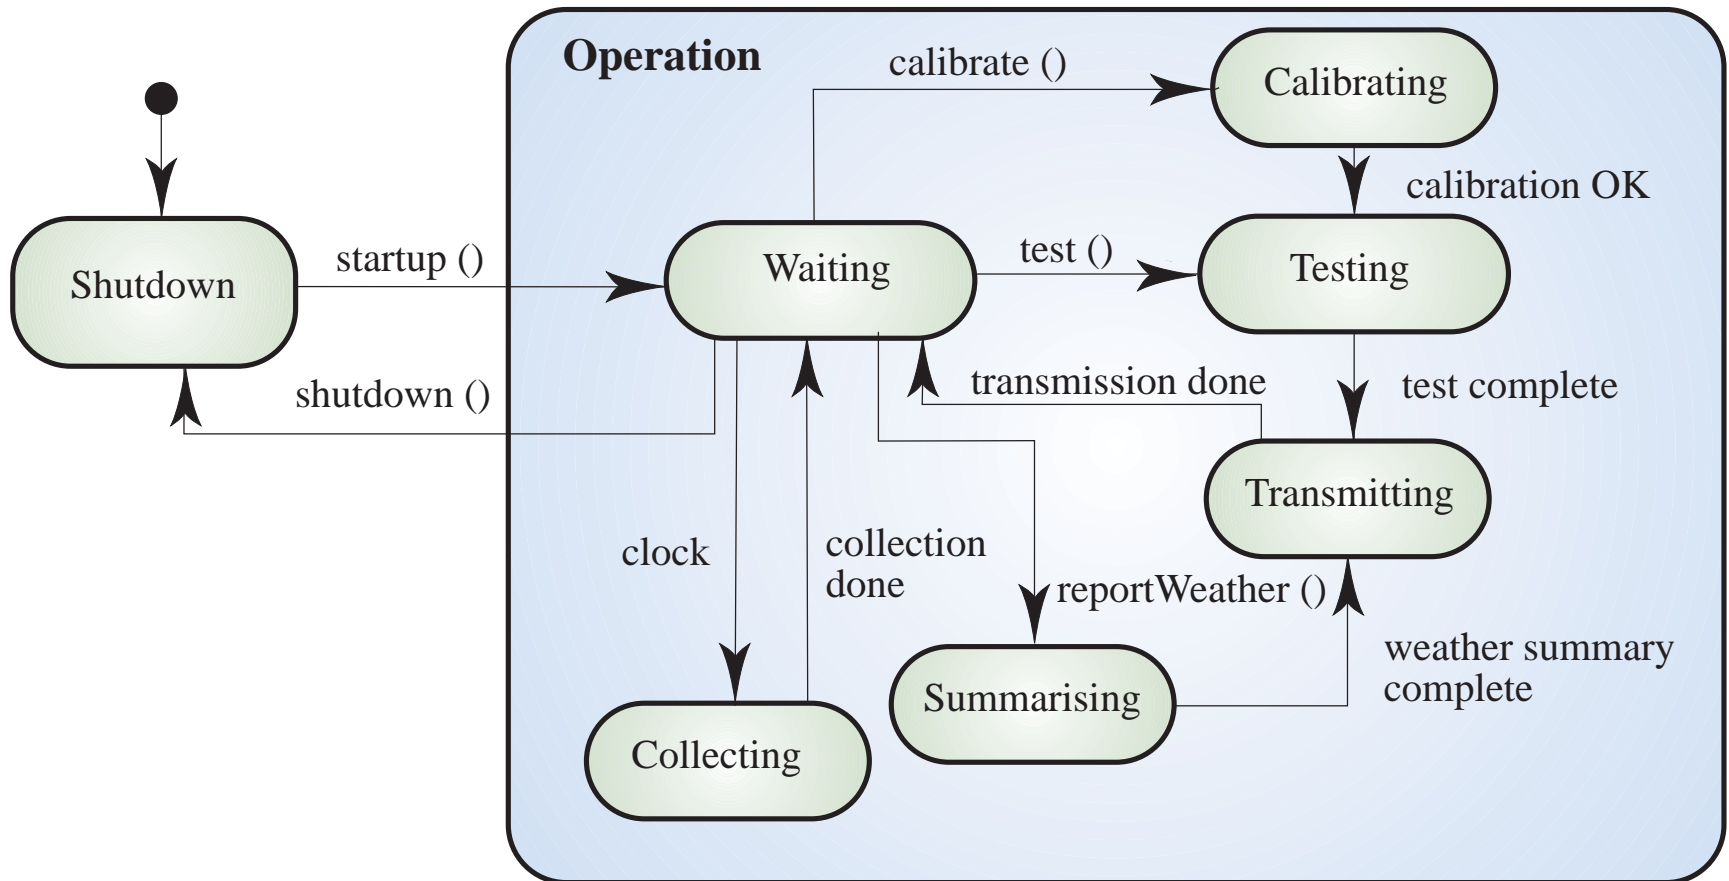 Operation
calibrate ()
Calibrating
calibration OK
Shutdown
startup ()
Waiting
test ()
Testing
shutdown ()
transmission done
test complete
Transmitting
clock
collection
done
reportWeather ()
weather summary
complete
Summarising
Collecting